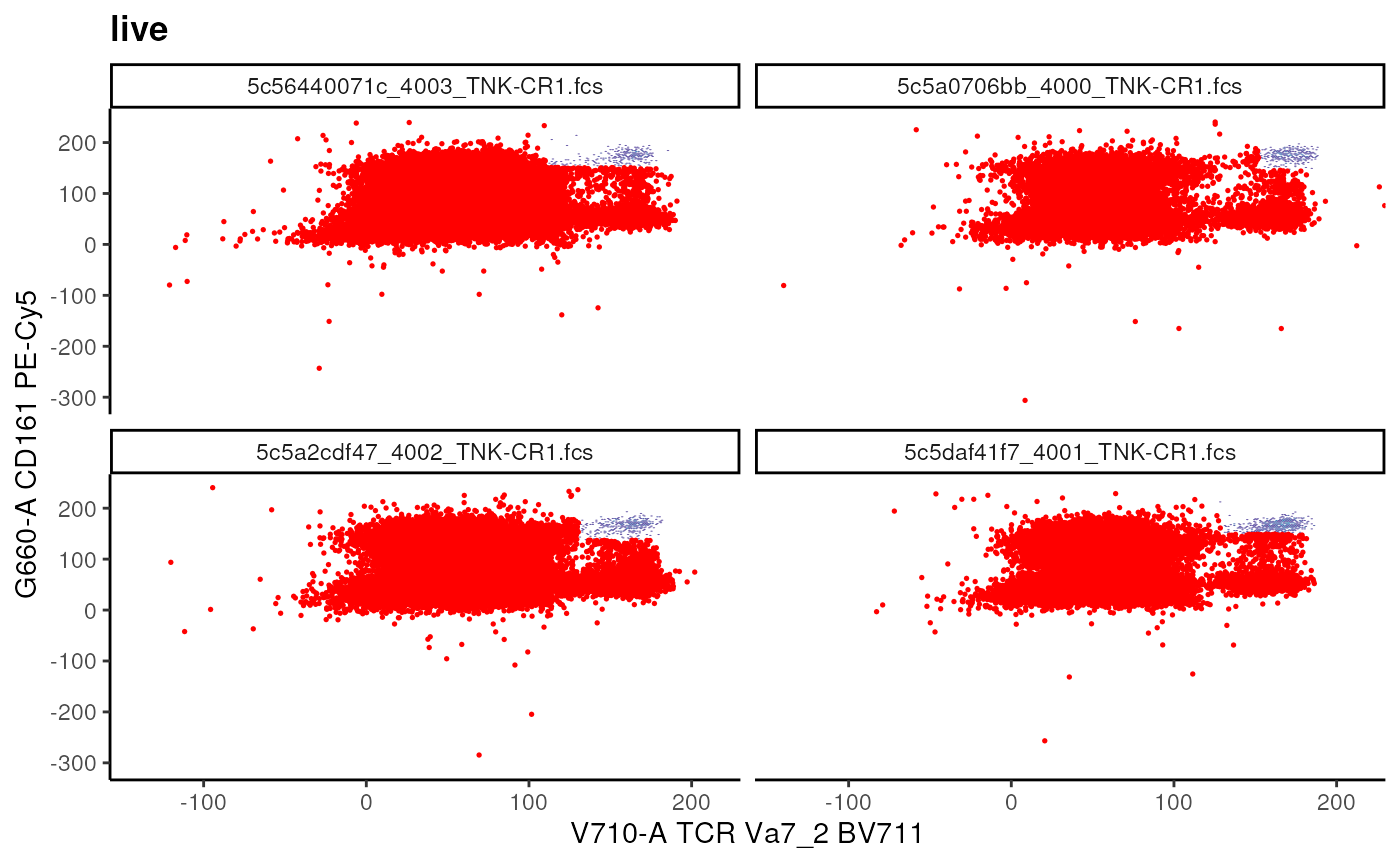 live
5c56440071c_4003_TNK-CR1.fcs
5c5a0706bb_4000_TNK-CR1.fcs
200
100
0
-100
-200
-300
5c5a2cdf47_4002_TNK-CR1.fcs
5c5daf41f7_4001_TNK-CR1.fcs
200
100
0
-100
-200
-300
-100
0
100
200
-100
0
100
200
G660-A CD161 PE-Cy5
V710-A TCR Va7_2 BV711